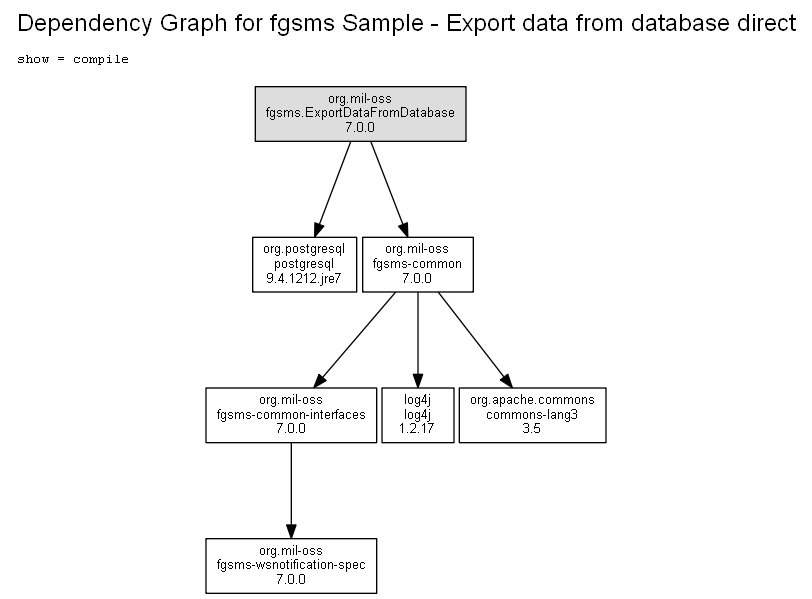 Dependency Graph for fgsms Sample - Export data from database direct
show = compile
org.mil-oss
fgsms.ExportDataFromDatabase
7.0.0
org.postgresql
postgresql
9.4.1212.jre7
org.mil-oss
fgsms-common
7.0.0
org.mil-oss
fgsms-common-interfaces
7.0.0
log4j
log4j
1.2.17
org.apache.commons
commons-lang3
3.5
org.mil-oss
fgsms-wsnotification-spec
7.0.0